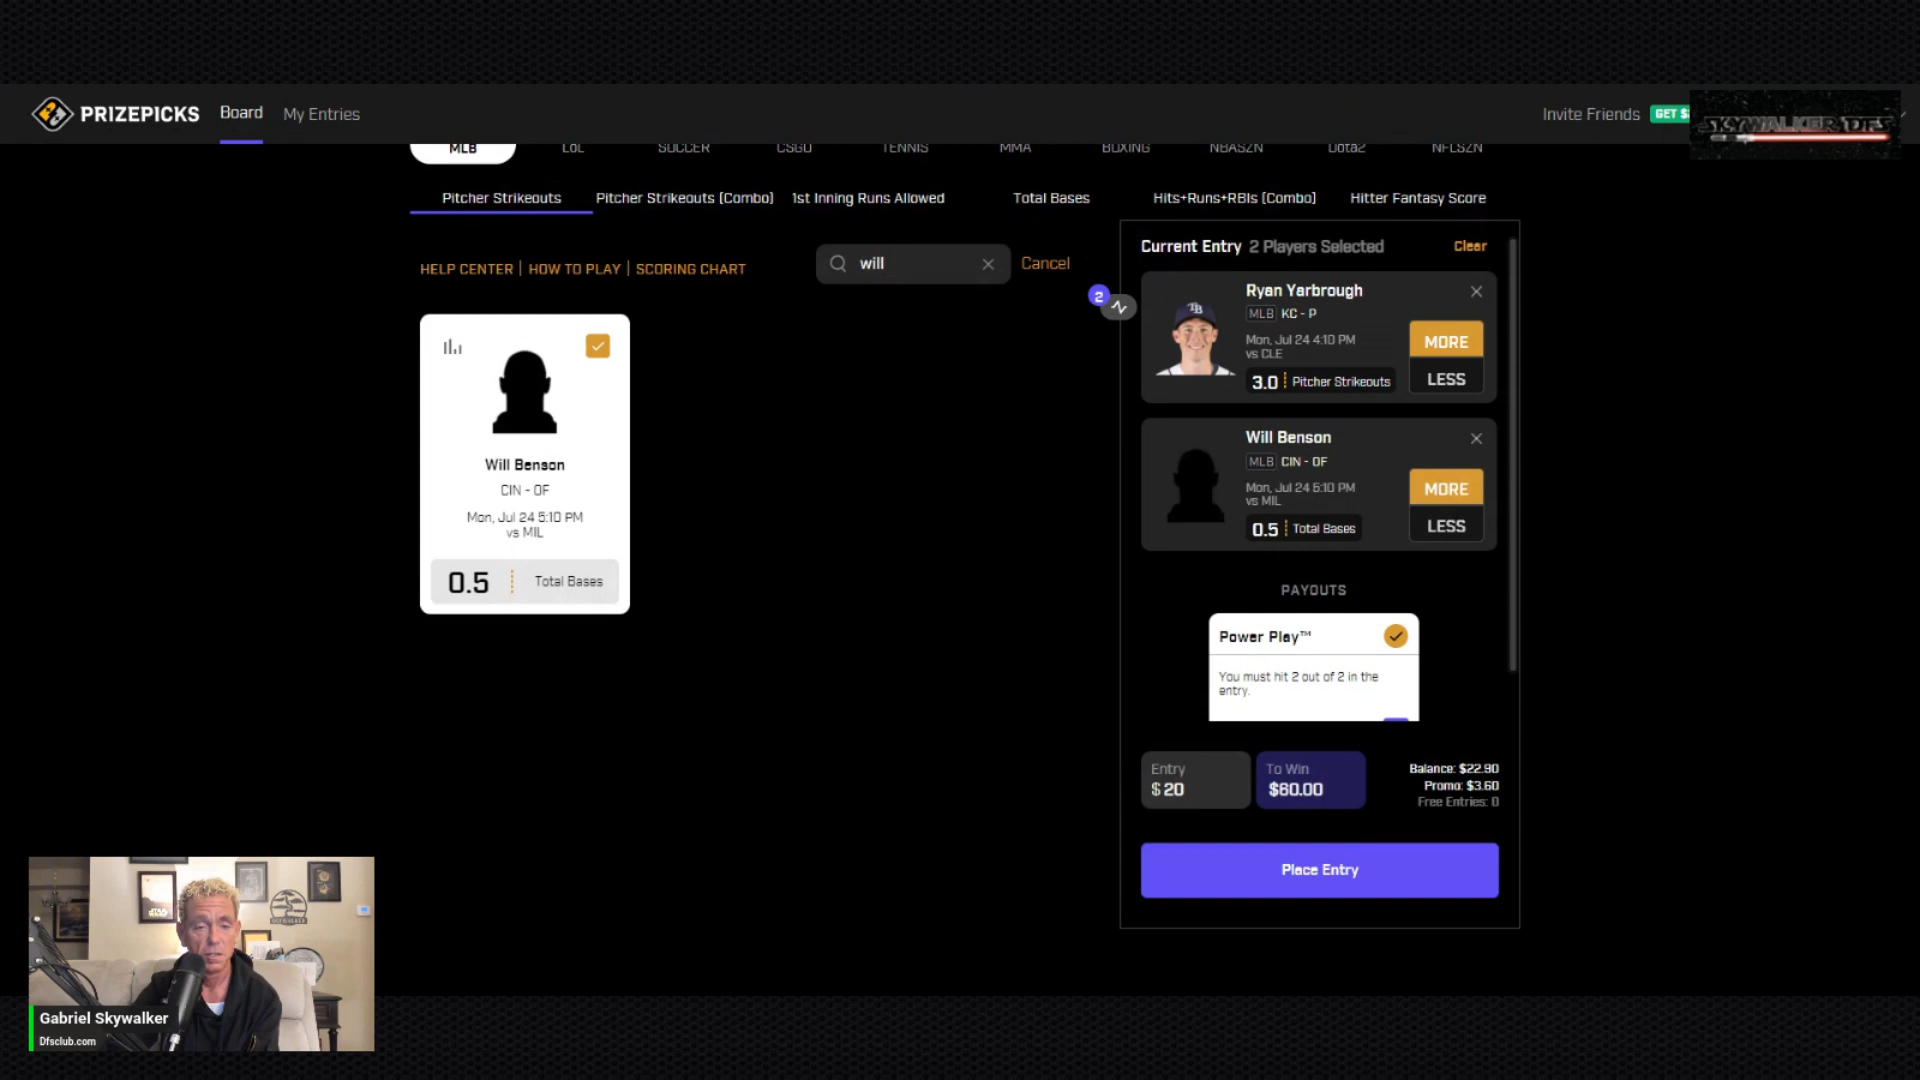 PRIZEPICKS
Board
My Entries
Invite Friends
GET $
SKYWALKER DFS
MLB
LoL
SOCCER
CSGO
TENNIS
MMA
BOXING
NBASZN
Dota2
NFLSZN
Pitcher Strikeouts
Pitcher Strikeouts (Combo)
1st Inning Runs Allowed
Total Bases
Hits+Runs+RBIs (Combo)
Hitter Fantasy Score
HELP CENTER
HOW TO PLAY
SCORING CHART
will
Cancel
Will Benson
CIN - OF
Mon, Jul 24 5:10 PM
vs MIL
0.5
Total Bases
2
Current Entry 2 Players Selected
Clear
Ryan Yarbrough
MLB KC - P
Mon, Jul 24 4:10 PM
vs CLE
3.0 Pitcher Strikeouts
MORE
LESS
Will Benson
MLB CIN - OF
Mon, Jul 24 5:10 PM
vs MIL
0.5 Total Bases
MORE
LESS
PAYOUTS
Power Play™
You must hit 2 out of 2 in the
entry.
Entry
$ 20
To Win
$60.00
Balance: $22.90
Promo: $3.60
Free Entries: 0
Place Entry
Gabriel Skywalker
Dfsclub.com